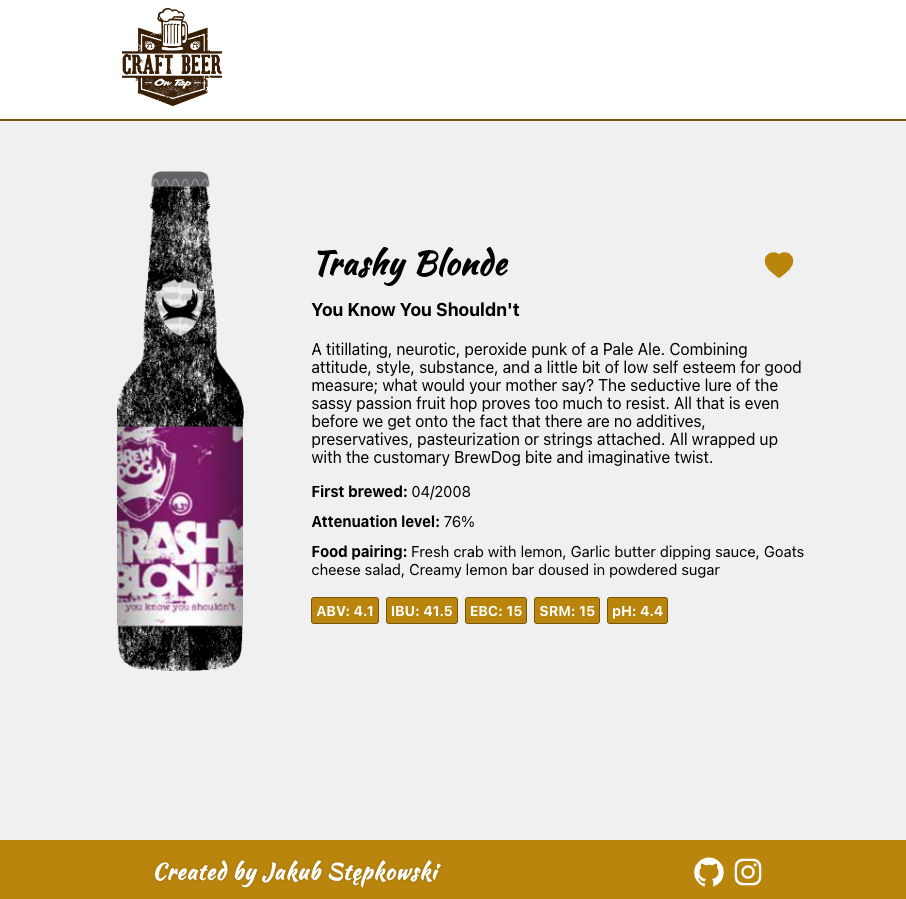 CRAFT BEER
On Tap
Trashy Blonde
You Know You Shouldn't
A titillating, neurotic, peroxide punk of a Pale Ale. Combining
attitude, style, substance, and a little bit of low self esteem for good
measure; what would your mother say? The seductive lure of the
sassy passion fruit hop proves too much to resist. All that is even
before we get onto the fact that there are no additives,
preservatives, pasteurization or strings attached. All wrapped up
with the customary BrewDog bite and imaginative twist.
First brewed: 04/2008
Attenuation level: 76%
Food pairing: Fresh crab with lemon, Garlic butter dipping sauce, Goats
cheese salad, Creamy lemon bar doused in powdered sugar
ABV: 4.1 IBU: 41.5 EBC: 15 SRM: 15 pH: 4.4
BREW
DOG
TRASHY
BLONDE
you know you shouldn't
Created by Jakub Stępkowski